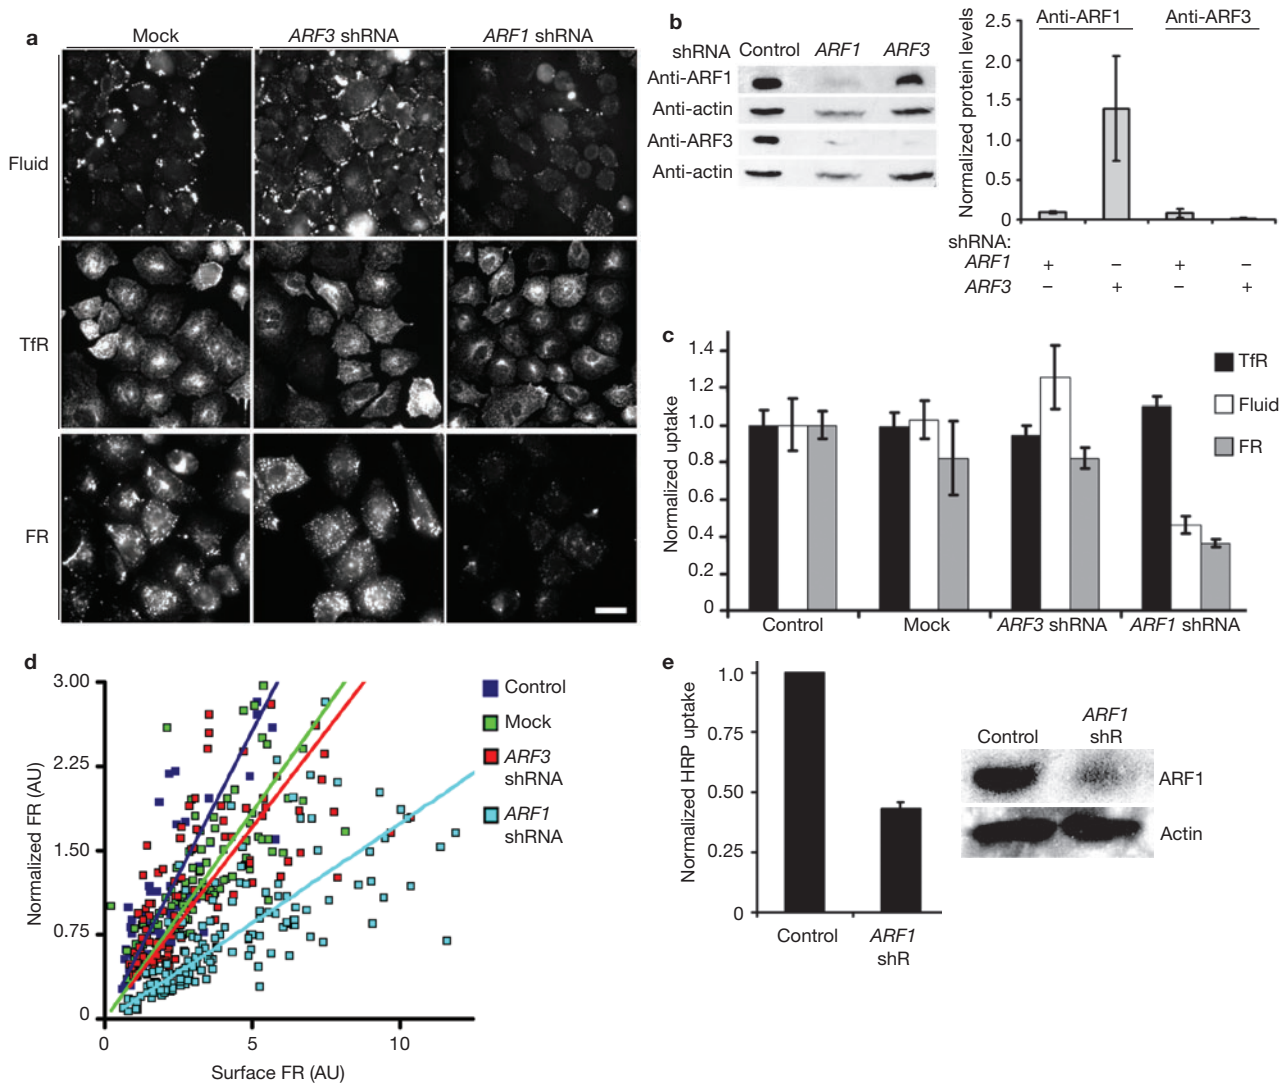 a
Mock
ARF3 shRNA
ARF1 shRNA
Fluid
TfR
FR
b
shRNA Control ARF1 ARF3
Anti-ARF1
Anti-actin
Anti-ARF3
Anti-actin
Normalized protein levels
2.5
2.0
1.5
1.0
0.5
0
Anti-ARF1
Anti-ARF3
shRNA:
ARF1 + – + –
ARF3 – + – +
c
Normalized uptake
1.4
1.2
1.0
0.8
0.6
0.4
0.2
0
Control
Mock
ARF3 shRNA
ARF1 shRNA
TfR
Fluid
FR
d
Normalized FR (AU)
3.00
2.25
1.50
0.75
0
0
5
10
Surface FR (AU)
Control
Mock
ARF3
shRNA
ARF1
shRNA
e
Normalized HRP uptake
1.0
0.75
0.50
0.25
0
Control
ARF1
shR
Control
ARF1
shR
ARF1
Actin